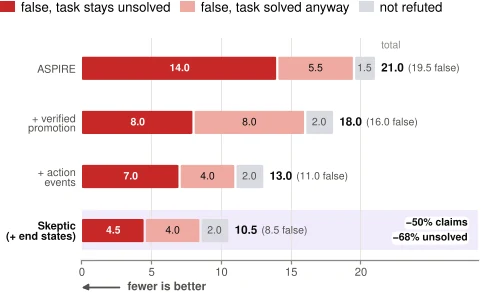 false, task stays unsolved false, task solved anyway not refuted
total
ASPIRE 14.0 5.5 1.5 21.0 (19.5 false)
+ verified
promotion 8.0 8.0 2.0 18.0 (16.0 false)
+ action
events 7.0 4.0 2.0 13.0 (11.0 false)
Skeptic
(+ end states) 4.5 4.0 2.0 10.5 (8.5 false)
−50% claims
−68% unsolved
0 5 10 15 20
fewer is better